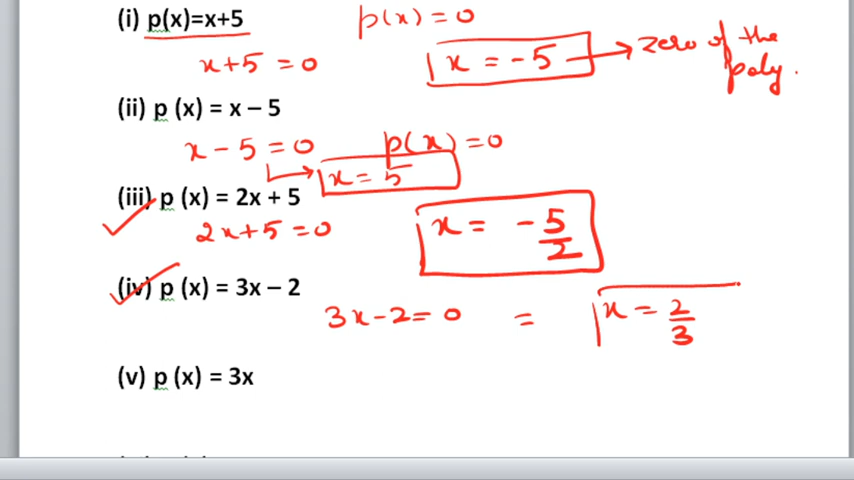 (i) p(x)=x+5 p(x) = 0
x+5 = 0 x = -5 → zero of the poly.
(ii) p (x) = x – 5
x - 5 = 0 p(x) = 0
x = 5
(iii) p (x) = 2x + 5
2x+5 = 0 x = -5/2
(iv) p (x) = 3x – 2
3x-2 = 0 = x = 2/3
(v) p (x) = 3x